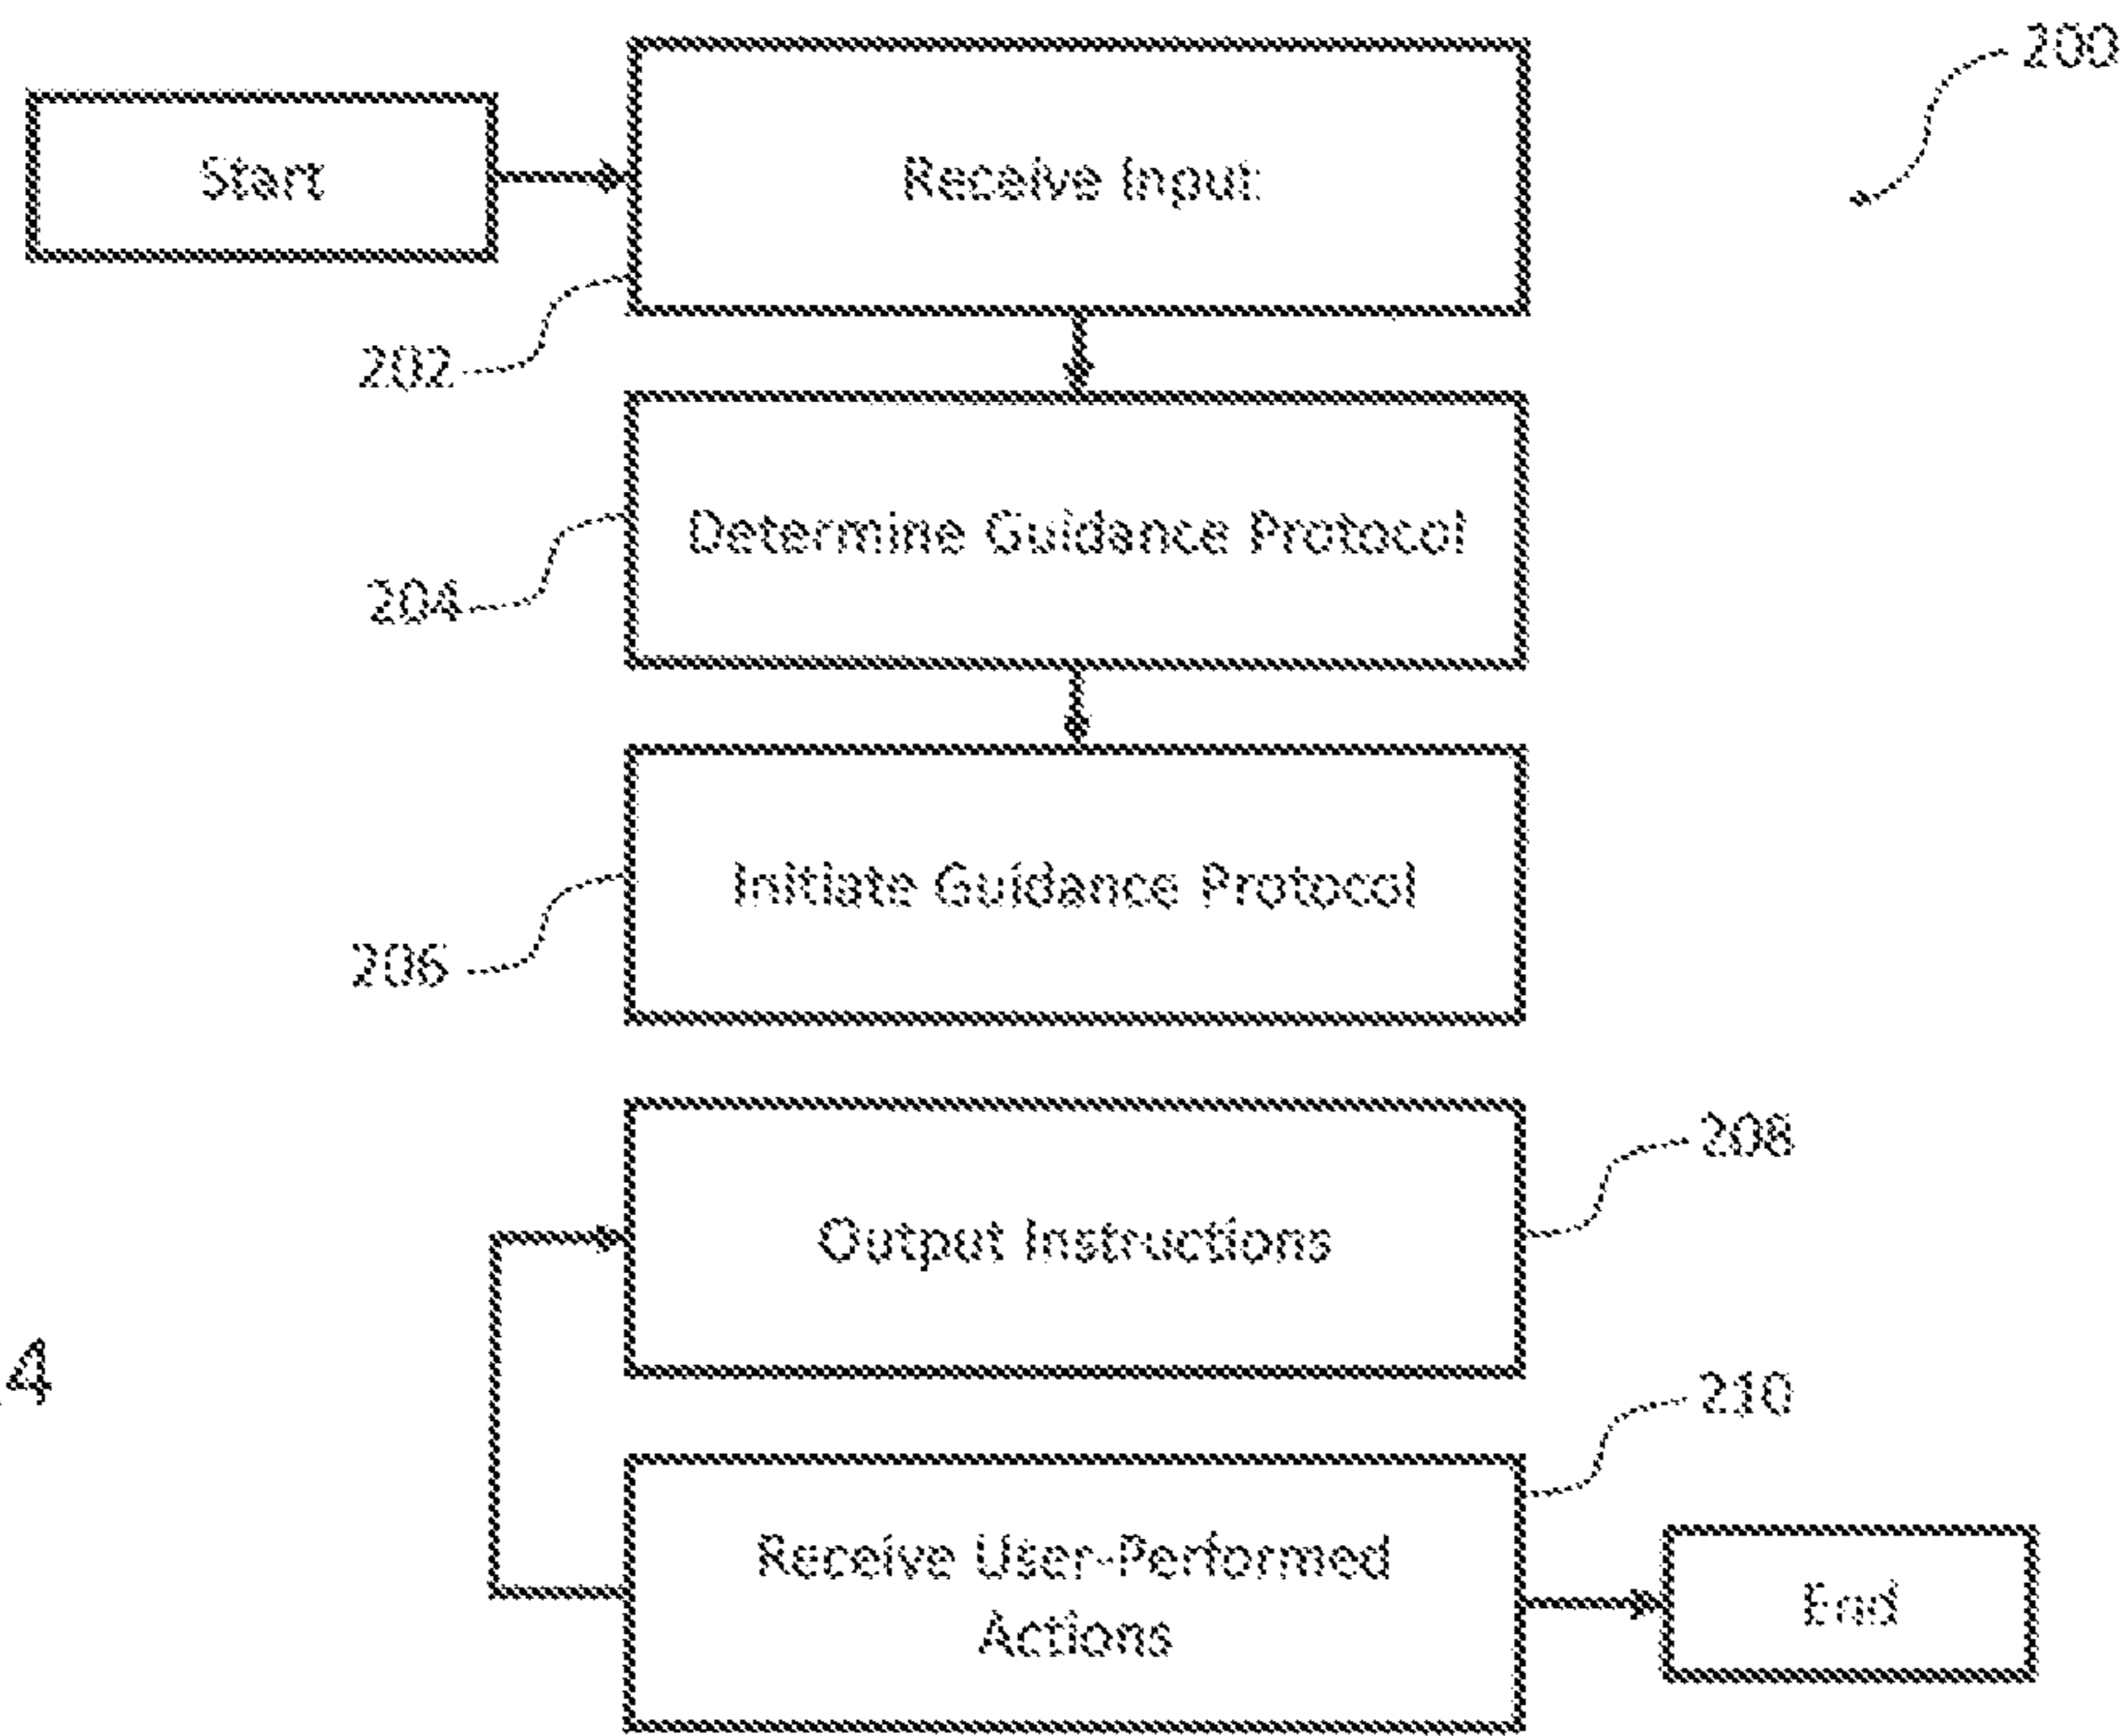 200
Start
Receive Input
202
Determine Guidance Protocol
204
Initiate Guidance Protocol
206
208
Output Instructions
4
210
Receive User-Performed
Actions
End